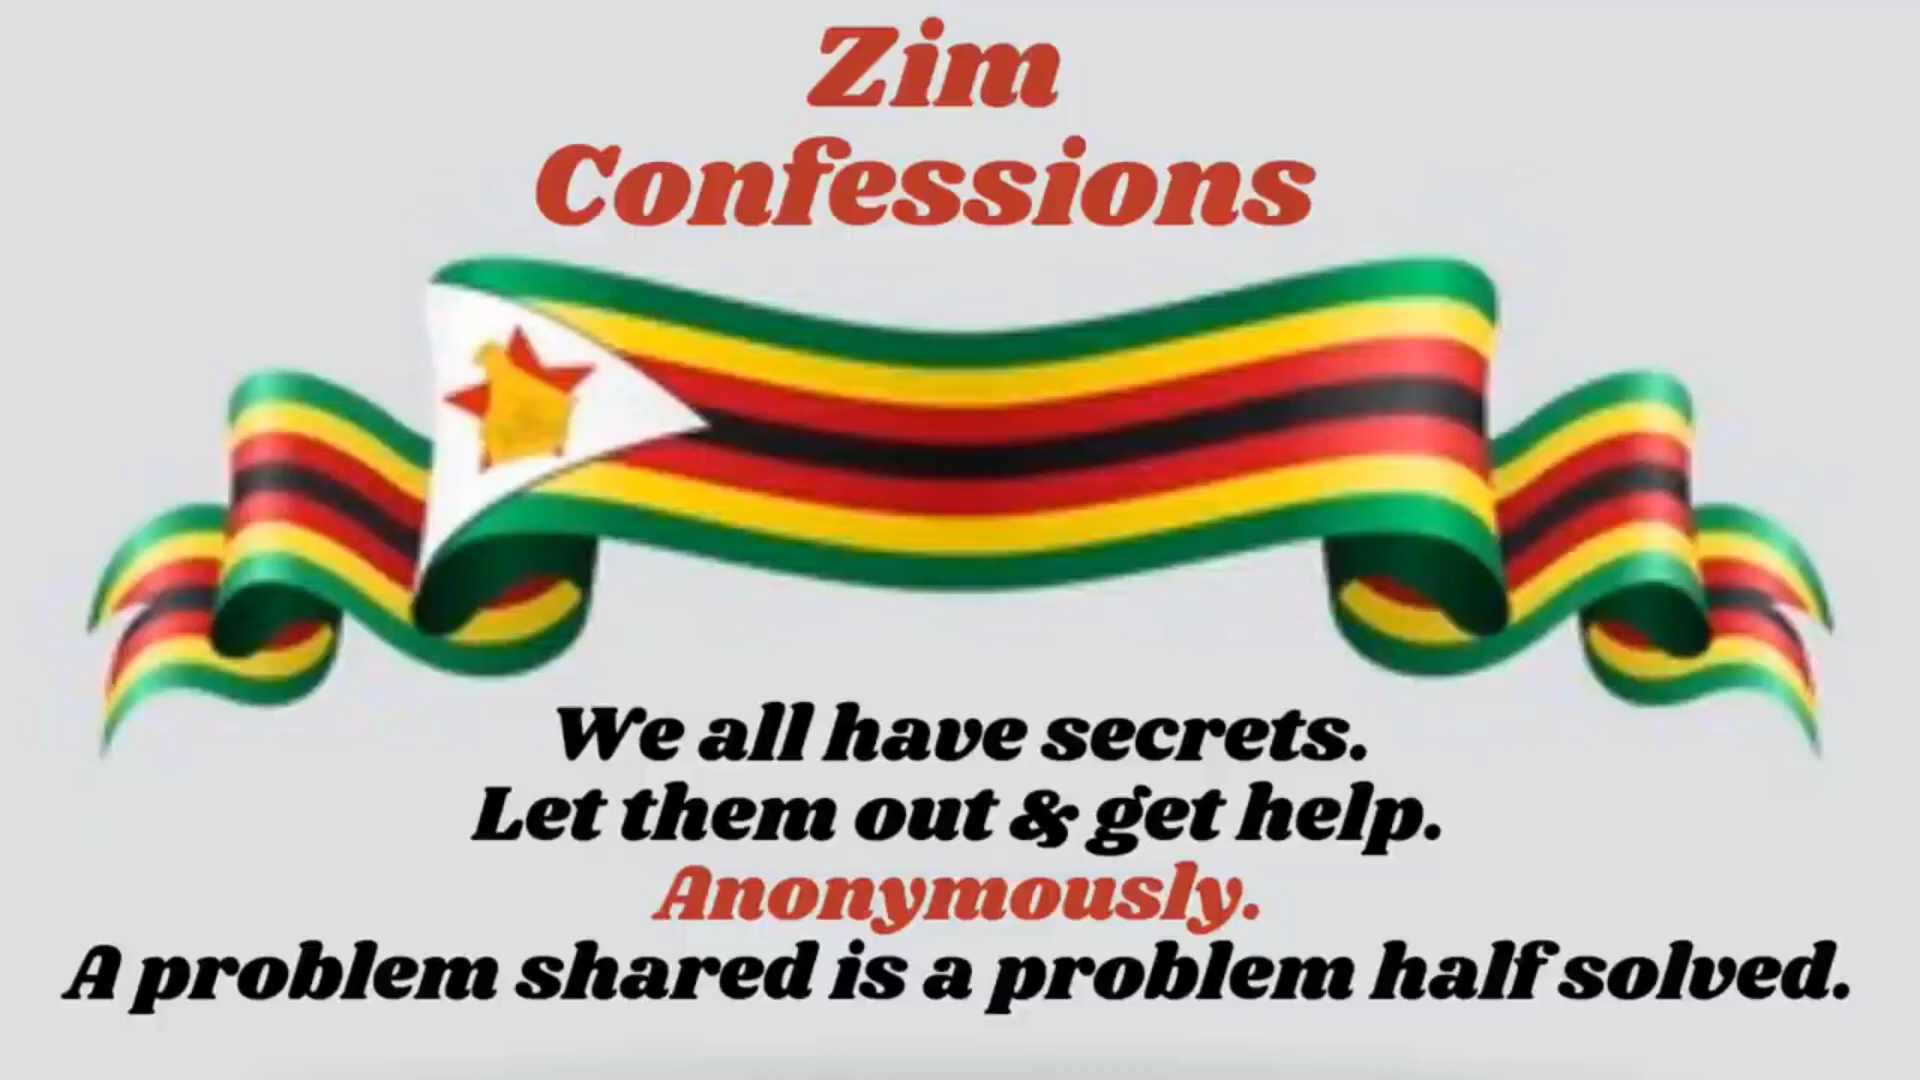 Zim
Confessions
We all have secrets.
Let them out & get help.
Anonymously.
A problem shared is a problem half solved.